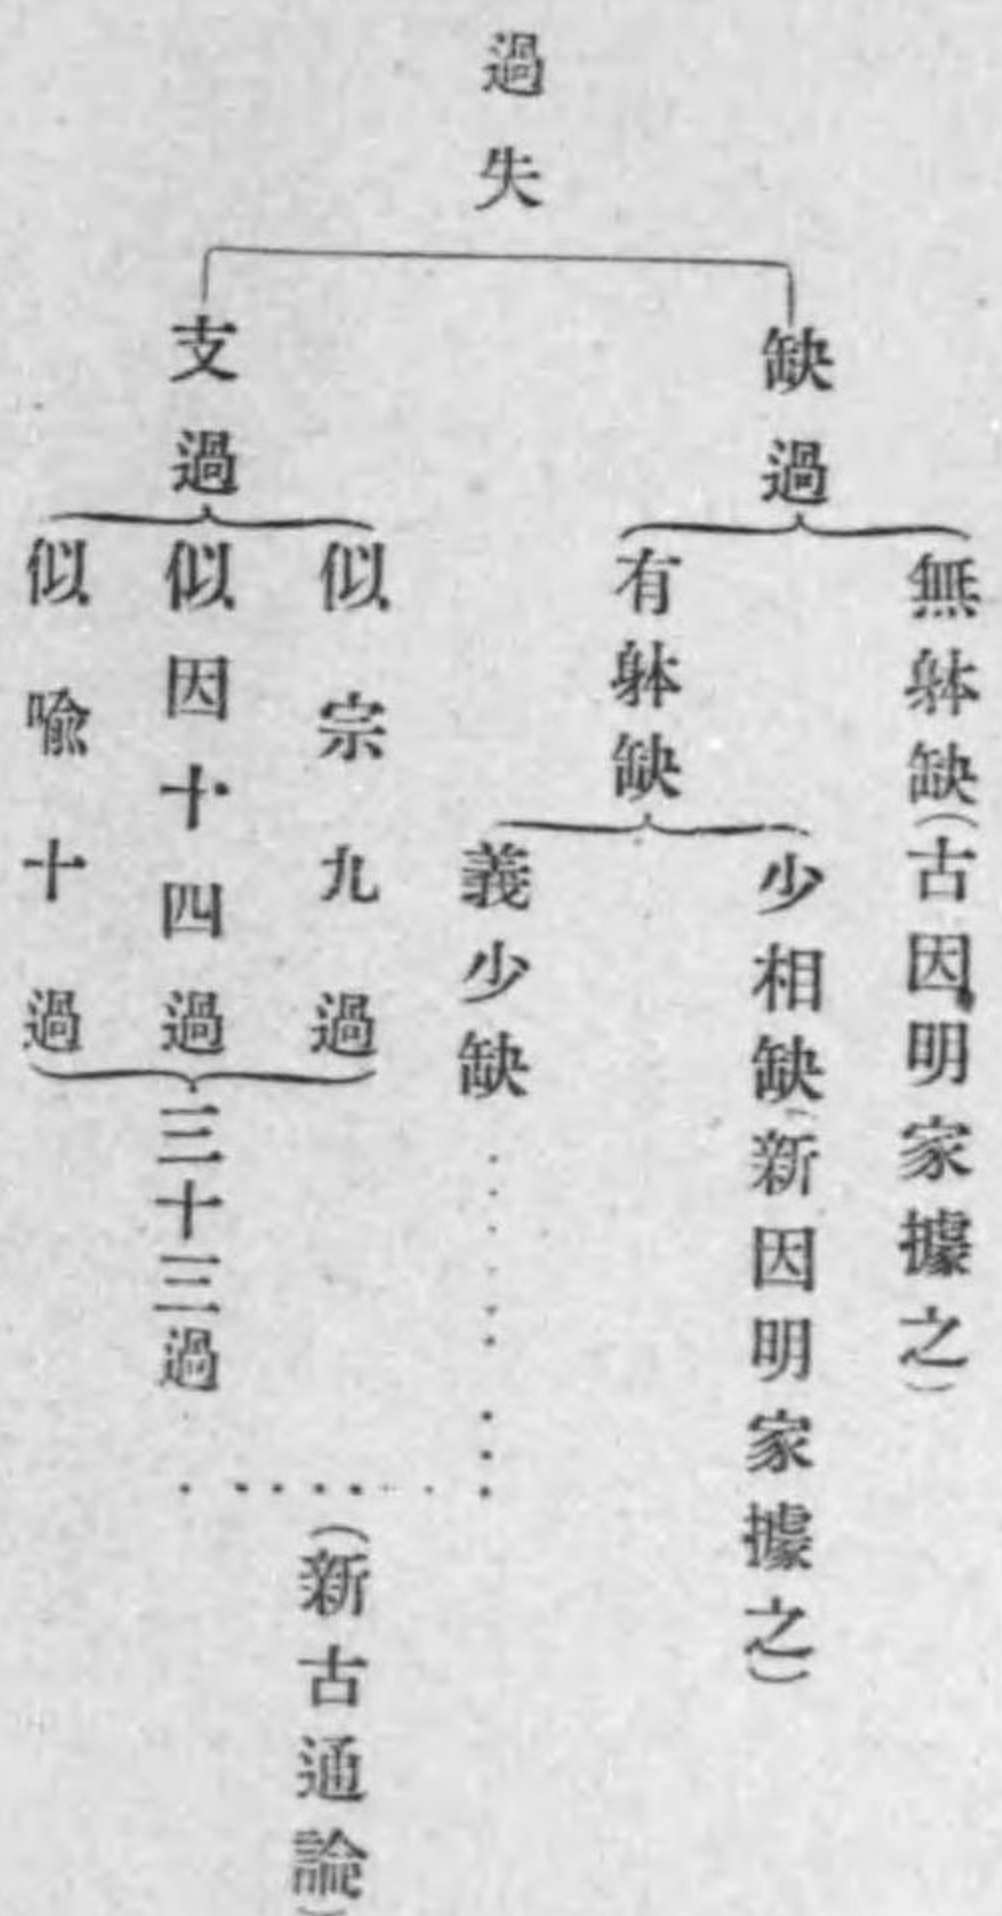 過失
缺過
無躰缺(古因明家據之)
有躰缺
少相缺(新因明家據之)
義少缺
支過
似宗九過
似因十四過
似喩十過
三十三過
(新古通論)